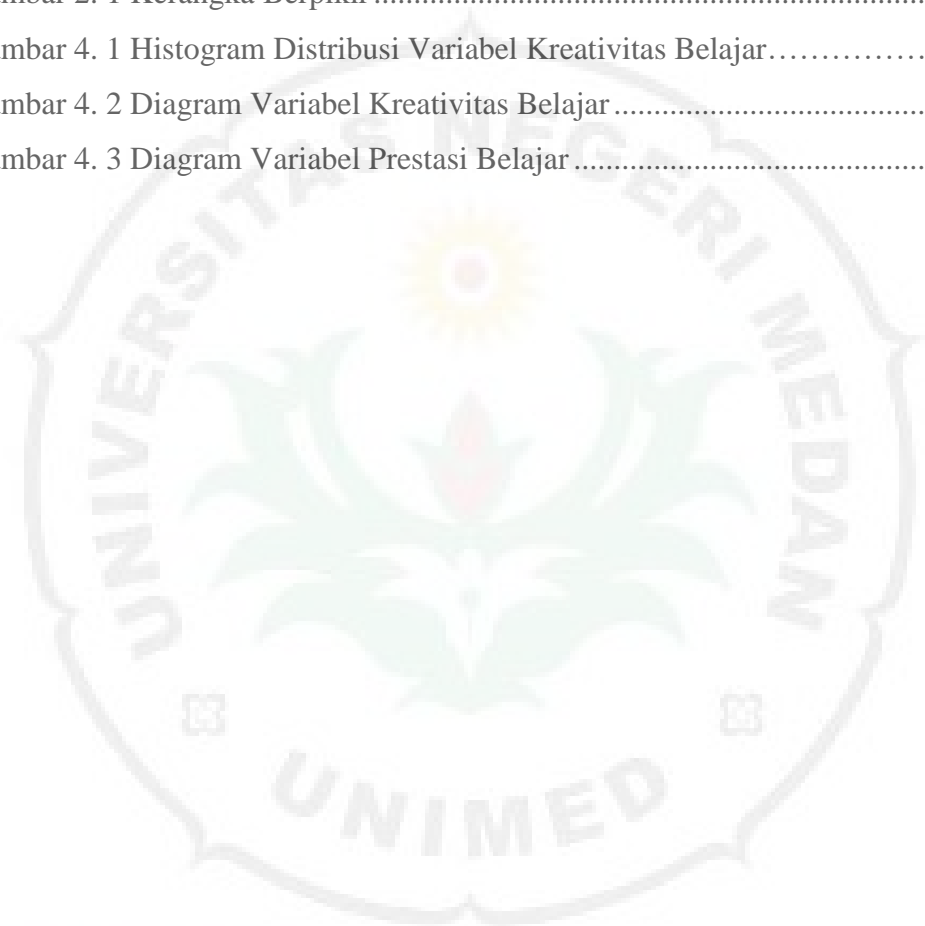 mbar 2. 1 Kerangka Berpikir ..............................................................................
mbar 4. 1 Histogram Distribusi Variabel Kreativitas Belajar……………
mbar 4. 2 Diagram Variabel Kreativitas Belajar .......................................
mbar 4. 3 Diagram Variabel Prestasi Belajar ............................................
UNIVERSITAS NEGERI MEDAN
UNIMED